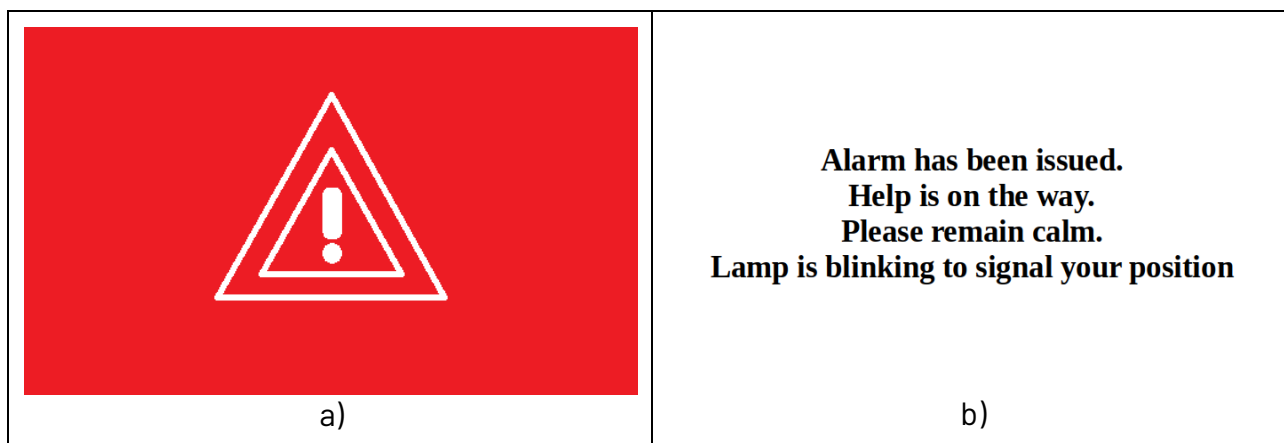 !
a)
Alarm has been issued.
Help is on the way.
Please remain calm.
Lamp is blinking to signal your position
b)